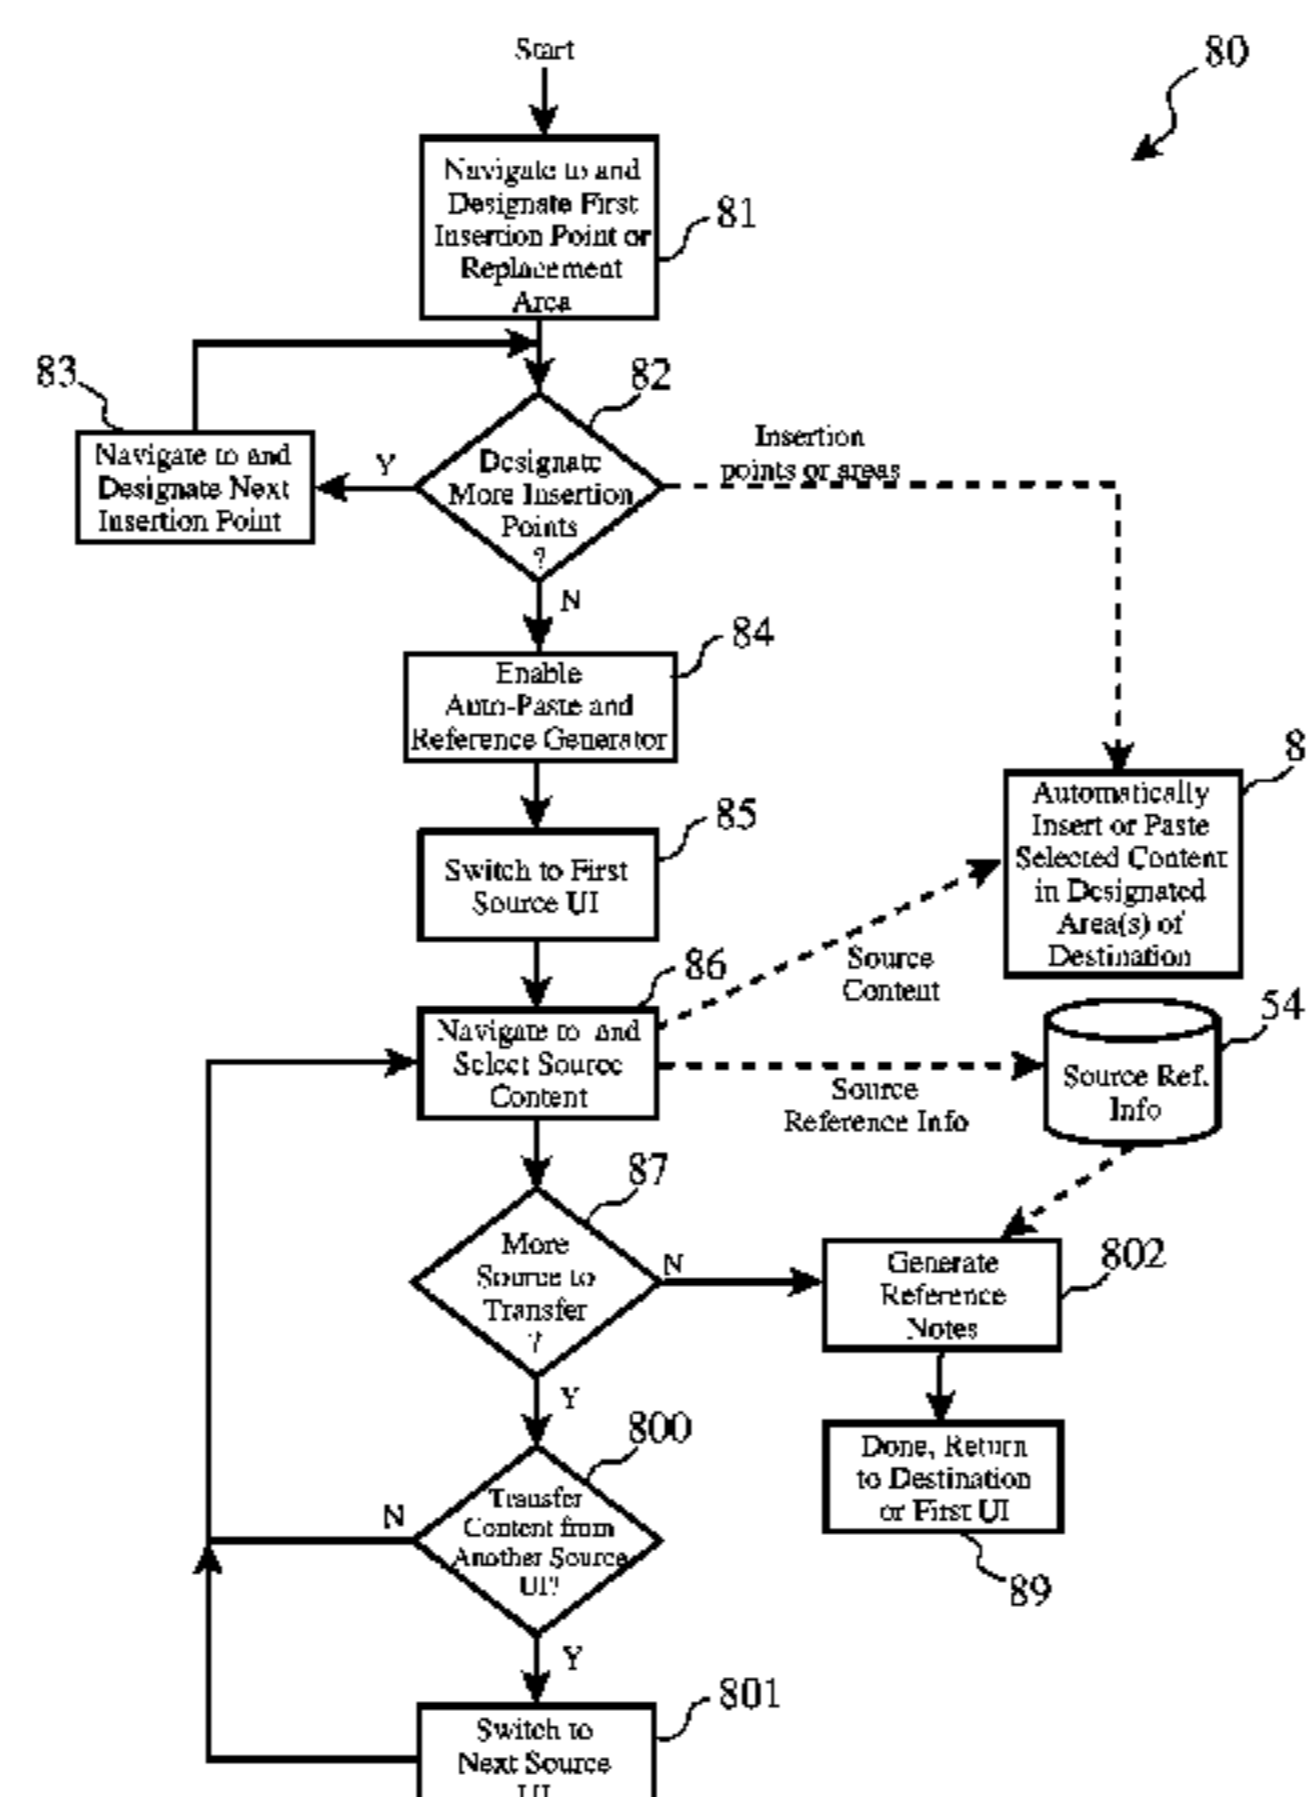 Start
80
Navigate to and
Designate First
Insertion Point or
Replacement
Area
81
83
82
Navigate to and
Designate Next
Insertion Point
Y
Designate
More Insertion
Points
?
Insertion
points or areas
N
84
Enable
Auto-Paste and
Reference Generator
8
Automatically
Insert or Paste
Selected Content
in Designated
Area(s) of
Destination
85
Switch to First
Source UI
Source
Content
86
Navigate to and
Select Source
Content
54
Source Ref.
Info
Source
Reference Info
87
More
Source to
Transfer
?
N
802
Generate
Reference
Notes
Y
800
Transfer
Content from
Another Source
UI?
N
Done, Return
to Destination
or First UI
89
Y
801
Switch to
Next Source
UI